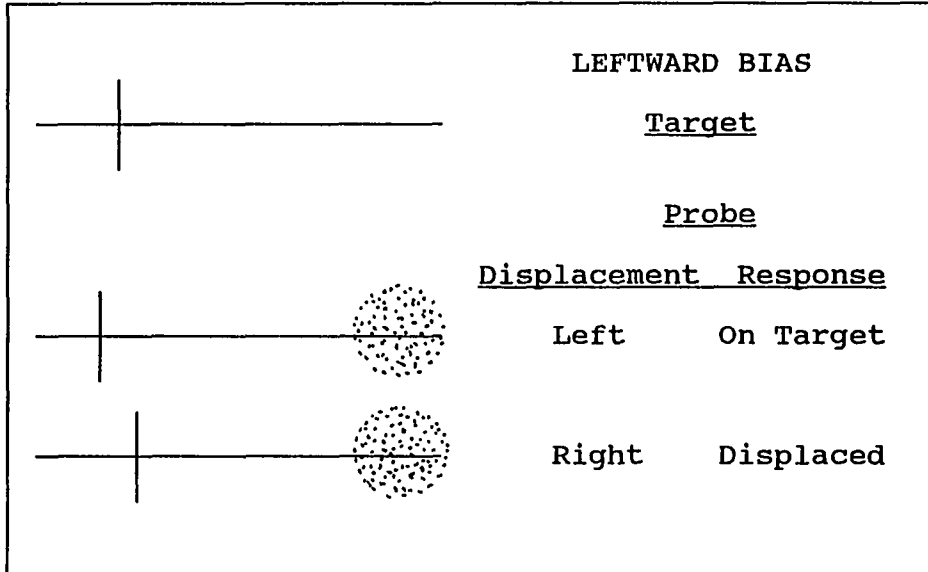 LEFTWARD BIAS
Target
Probe
Displacement Response
Left On Target
Right Displaced